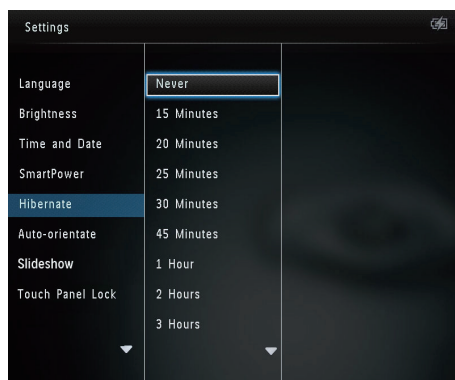 Settings
Language
Brightness
Time and Date
SmartPower
Hibernate
Auto-orientate
Slideshow
Touch Panel Lock
Never
15 Minutes
20 Minutes
25 Minutes
30 Minutes
45 Minutes
1 Hour
2 Hours
3 Hours